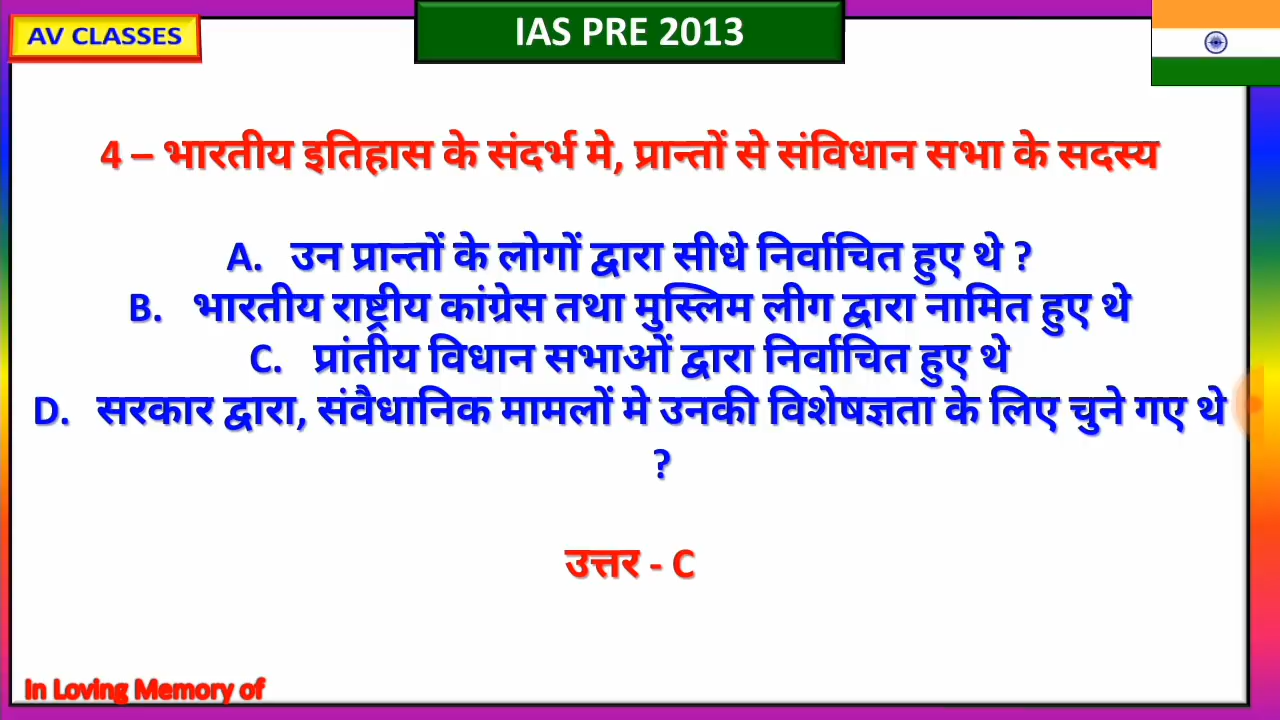 AV CLASSES
IAS PRE 2013
4 – भारतीय इतिहास के संदर्भ मे, प्रान्तों से संविधान सभा के सदस्य
A. उन प्रान्तों के लोगों द्वारा सीधे निर्वाचित हुए थे ?
B. भारतीय राष्ट्रीय कांग्रेस तथा मुस्लिम लीग द्वारा नामित हुए थे
C. प्रांतीय विधान सभाओं द्वारा निर्वाचित हुए थे
D. सरकार द्वारा, संवैधानिक मामलों मे उनकी विशेषज्ञता के लिए चुने गए थे
?
उत्तर - C
In Loving Memory of